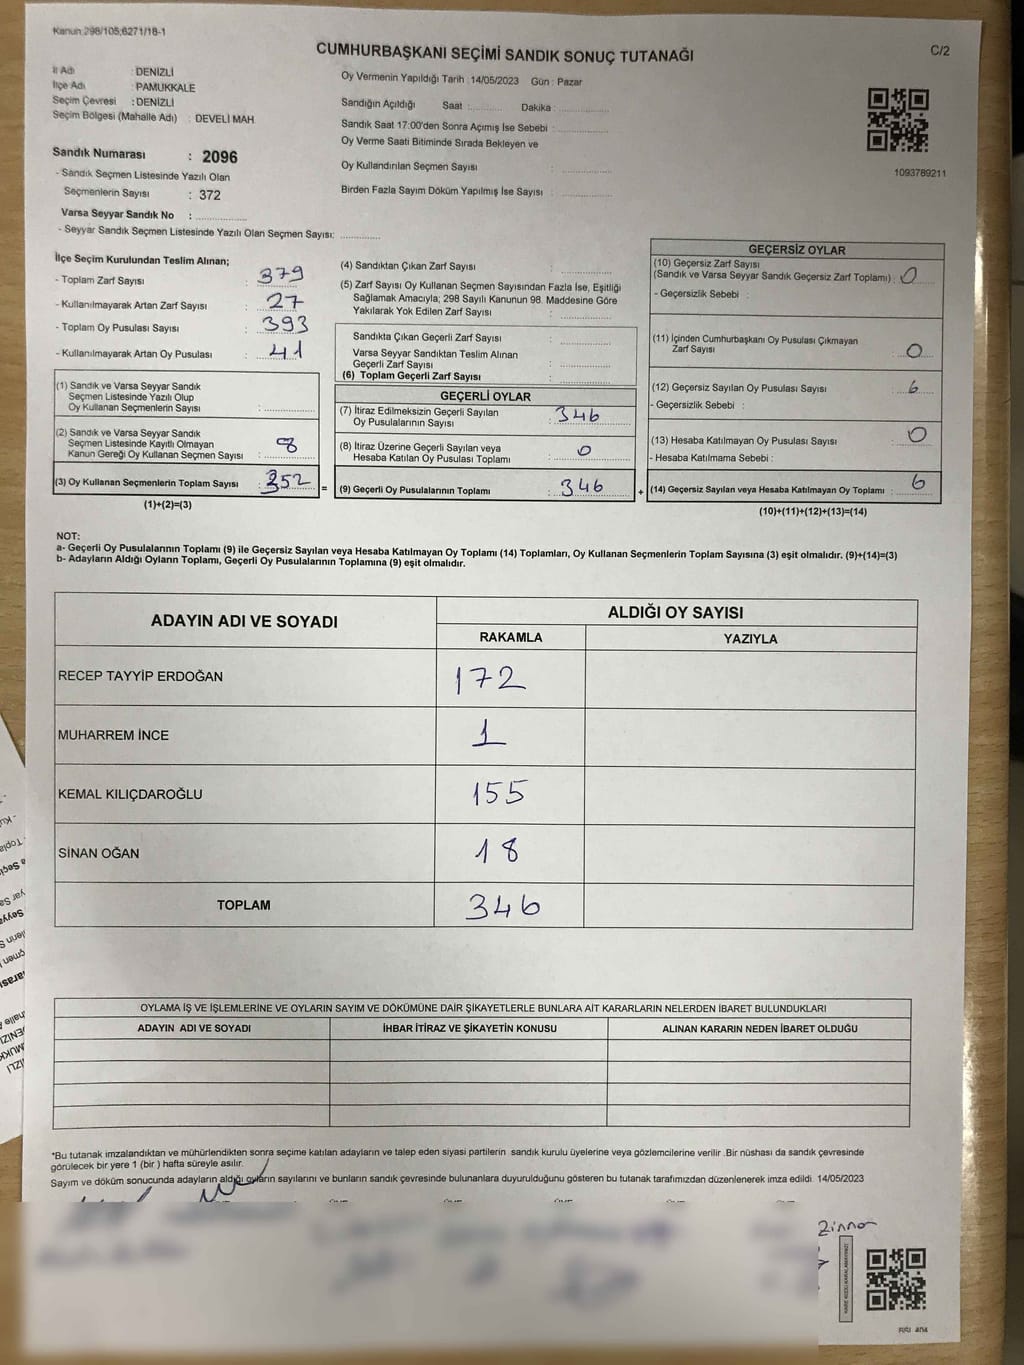 Kanun:298/105,6271/18-1
CUMHURBAŞKANI SEÇİMİ SANDIK SONUÇ TUTANAĞI
C/2
İl Adı : DENİZLİ
İlçe Adı : PAMUKKALE
Seçim Çevresi : DENİZLİ
Seçim Bölgesi (Mahalle Adı) : DEVELİ MAH
Sandık Numarası : 2096
- Sandık Seçmen Listesinde Yazılı Olan
Seçmenlerin Sayısı : 372
Varsa Seyyar Sandık No : ............
- Seyyar Sandık Seçmen Listesinde Yazılı Olan Seçmen Sayısı: ............
Oy Vermenin Yapıldığı Tarih : 14/05/2023 Gün : Pazar
Sandığın Açıldığı Saat :............ Dakika : ............
Sandık Saat 17:00'den Sonra Açımış İse Sebebi : ............
Oy Verme Saati Bitiminde Sırada Bekleyen ve
Oy Kullandırılan Seçmen Sayısı : ............
Birden Fazla Sayım Döküm Yapılmış İse Sayısı : ............
1093789211
İlçe Seçim Kurulundan Teslim Alınan;
- Toplam Zarf Sayısı : 379
- Kullanılmayarak Artan Zarf Sayısı : 27
- Toplam Oy Pusulası Sayısı : 393
- Kullanılmayarak Artan Oy Pusulası : 41
(1) Sandık ve Varsa Seyyar Sandık
Seçmen Listesinde Yazılı Olup
Oy Kullanan Seçmenlerin Sayısı : ............
(2) Sandık ve Varsa Seyyar Sandık
Seçmen Listesinde Kayıtlı Olmayan
Kanun Gereği Oy Kullanan Seçmen Sayısı : 8
(3) Oy Kullanan Seçmenlerin Toplam Sayısı : 352 =
(1)+(2)=(3)
(4) Sandıktan Çıkan Zarf Sayısı : ............
(5) Zarf Sayısı Oy Kullanan Seçmen Sayısından Fazla İse, Eşitliği
Sağlamak Amacıyla; 298 Sayılı Kanunun 98. Maddesine Göre
Yakılarak Yok Edilen Zarf Sayısı : ............
Sandıkta Çıkan Geçerli Zarf Sayısı : ............
Varsa Seyyar Sandıktan Teslim Alınan
Geçerli Zarf Sayısı : ............
(6) Toplam Geçerli Zarf Sayısı : ............
GEÇERLİ OYLAR
(7) İtiraz Edilmeksizin Geçerli Sayılan
Oy Pusulalarının Sayısı : 346
(8) İtiraz Üzerine Geçerli Sayılan veya
Hesaba Katılan Oy Pusulası Toplamı : 0
(9) Geçerli Oy Pusulalarının Toplamı : 346 +
GEÇERSİZ OYLAR
(10) Geçersiz Zarf Sayısı
(Sandık ve Varsa Seyyar Sandık Geçersiz Zarf Toplamı) : 0
- Geçersizlik Sebebi :
(11) İçinden Cumhurbaşkanı Oy Pusulası Çıkmayan
Zarf Sayısı : 0
(12) Geçersiz Sayılan Oy Pusulası Sayısı : 6
- Geçersizlik Sebebi :
(13) Hesaba Katılmayan Oy Pusulası Sayısı : 0
- Hesaba Katılmama Sebebi :
(14) Geçersiz Sayılan veya Hesaba Katılmayan Oy Toplamı : 6
(10)+(11)+(12)+(13)=(14)
NOT:
a- Geçerli Oy Pusulalarının Toplamı (9) ile Geçersiz Sayılan veya Hesaba Katılmayan Oy Toplamı (14) Toplamları, Oy Kullanan Seçmenlerin Toplam Sayısına (3) eşit olmalıdır. (9)+(14)=(3)
b- Adayların Aldığı Oyların Toplamı, Geçerli Oy Pusulalarının Toplamına (9) eşit olmalıdır.
ADAYIN ADI VE SOYADI
ALDIĞI OY SAYISI
RAKAMLA YAZIYLA
RECEP TAYYİP ERDOĞAN 172
MUHARREM İNCE 1
KEMAL KILIÇDAROĞLU 155
SİNAN OĞAN 18
TOPLAM 346
OYLAMA İŞ VE İŞLEMLERİNE VE OYLARIN SAYIM VE DÖKÜMÜNE DAİR ŞİKAYETLERLE BUNLARA AİT KARARLARIN NELERDEN İBARET BULUNDUKLARI
ADAYIN ADI VE SOYADI İHBAR İTİRAZ VE ŞİKAYETİN KONUSU ALINAN KARARIN NEDEN İBARET OLDUĞU
*Bu tutanak imzalandıktan ve mühürlendikten sonra seçime katılan adayların ve talep eden siyasi partilerin sandık kurulu üyelerine veya gözlemcilerine verilir .Bir nüshası da sandık çevresinde
görülecek bir yere 1 (bir ) hafta süreyle asılır.
Sayım ve döküm sonucunda adayların aldığı oyların sayılarını ve bunların sandık çevresinde bulunanlara duyurulduğunu gösteren bu tutanak tarafımızdan düzenlenerek imza edildi. 14/05/2023